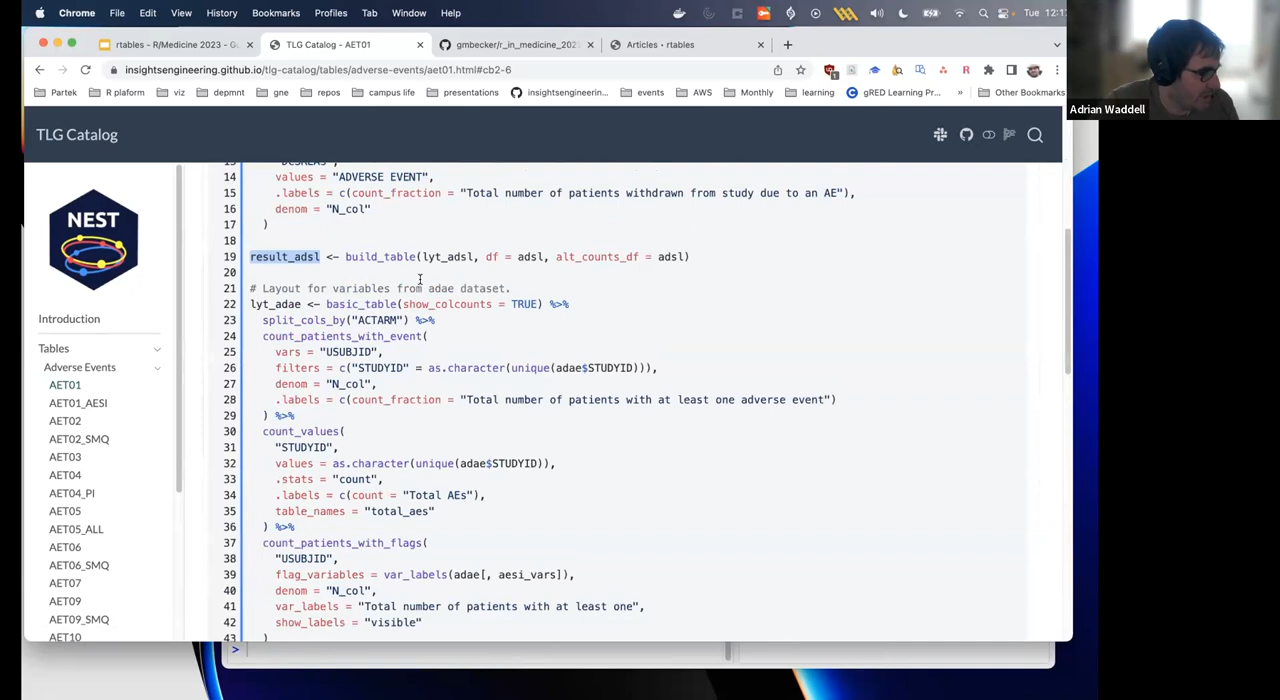 Chrome File Edit View History Bookmarks Profiles Tab Window Help
Tue 12:1
rtables - R/Medicine 2023 - G
TLG Catalog - AET01
gmbecker/r_in_medicine_202
Articles • rtables
insightsengineering.github.io/tlg-catalog/tables/adverse-events/aet01.html#cb2-6
Partek R plaform viz depmnt gne repos campus life presentations insightsengineerin... events AWS Monthly learning gRED Learning Pr... » Other Bookmarks
Adrian Waddell
TLG Catalog
NEST
Introduction
Tables
Adverse Events
AET01
AET01_AESI
AET02
AET02_SMQ
AET03
AET04
AET04_PI
AET05
AET05_ALL
AET06
AET06_SMQ
AET07
AET09
AET09_SMQ
AET10
14 values = "ADVERSE EVENT",
15 .labels = c(count_fraction = "Total number of patients withdrawn from study due to an AE"),
16 denom = "N_col"
17 )
18
19 result_adsl <- build_table(lyt_adsl, df = adsl, alt_counts_df = adsl)
20
21 # Layout for variables from adae dataset.
22 lyt_adae <- basic_table(show_colcounts = TRUE) %>%
23 split_cols_by("ACTARM") %>%
24 count_patients_with_event(
25 vars = "USUBJID",
26 filters = c("STUDYID" = as.character(unique(adae$STUDYID))),
27 denom = "N_col",
28 .labels = c(count_fraction = "Total number of patients with at least one adverse event")
29 ) %>%
30 count_values(
31 "STUDYID",
32 values = as.character(unique(adae$STUDYID)),
33 .stats = "count",
34 .labels = c(count = "Total AEs"),
35 table_names = "total_aes"
36 ) %>%
37 count_patients_with_flags(
38 "USUBJID",
39 flag_variables = var_labels(adae[, aesi_vars]),
40 denom = "N_col",
41 var_labels = "Total number of patients with at least one",
42 show_labels = "visible"
43 )
>